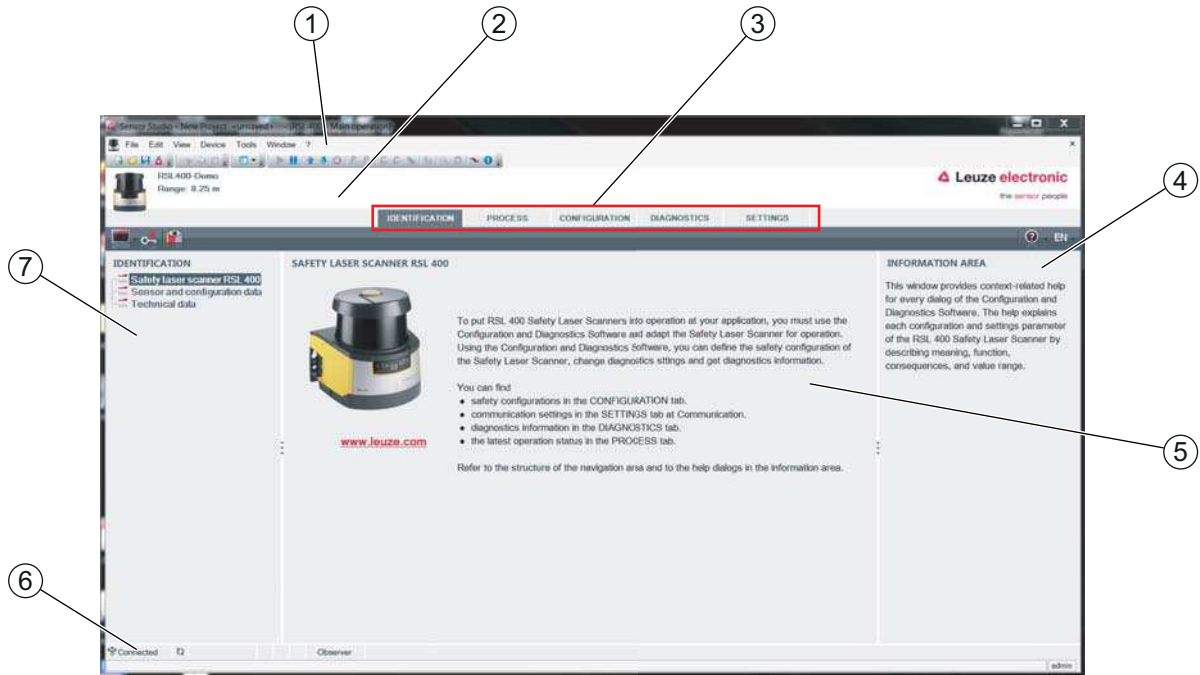 1
2
3
Sensor Studio - New Project <unsaved> - [RSL 400 - Main operation]
File Edit View Device Tools Window ?
RSL400-Demo
Range: 8.25 m
Leuze electronic
the sensor people
4
IDENTIFICATION PROCESS CONFIGURATION DIAGNOSTICS SETTINGS
EN
7
IDENTIFICATION
Safety laser scanner RSL 400
Sensor and configuration data
Technical data
SAFETY LASER SCANNER RSL 400
To put RSL 400 Safety Laser Scanners into operation at your application, you must use the
Configuration and Diagnostics Software and adapt the Safety Laser Scanner for operation.
Using the Configuration and Diagnostics Software, you can define the safety configuration of
the Safety Laser Scanner, change diagnostics sttings and get diagnostics information.
You can find
• safety configurations in the CONFIGURATION tab.
• communication settings in the SETTINGS tab at Communication.
• diagnostics information in the DIAGNOSTICS tab.
• the latest operation status in the PROCESS tab.
Refer to the structure of the navigation area and to the help dialogs in the information area.
www.leuze.com
INFORMATION AREA
This window provides context-related help
for every dialog of the Configuration and
Diagnostics Software. The help explains
each configuration and settings parameter
of the RSL 400 Safety Laser Scanner by
describing meaning, function,
consequences, and value range.
5
6
Connected
Observer
admin